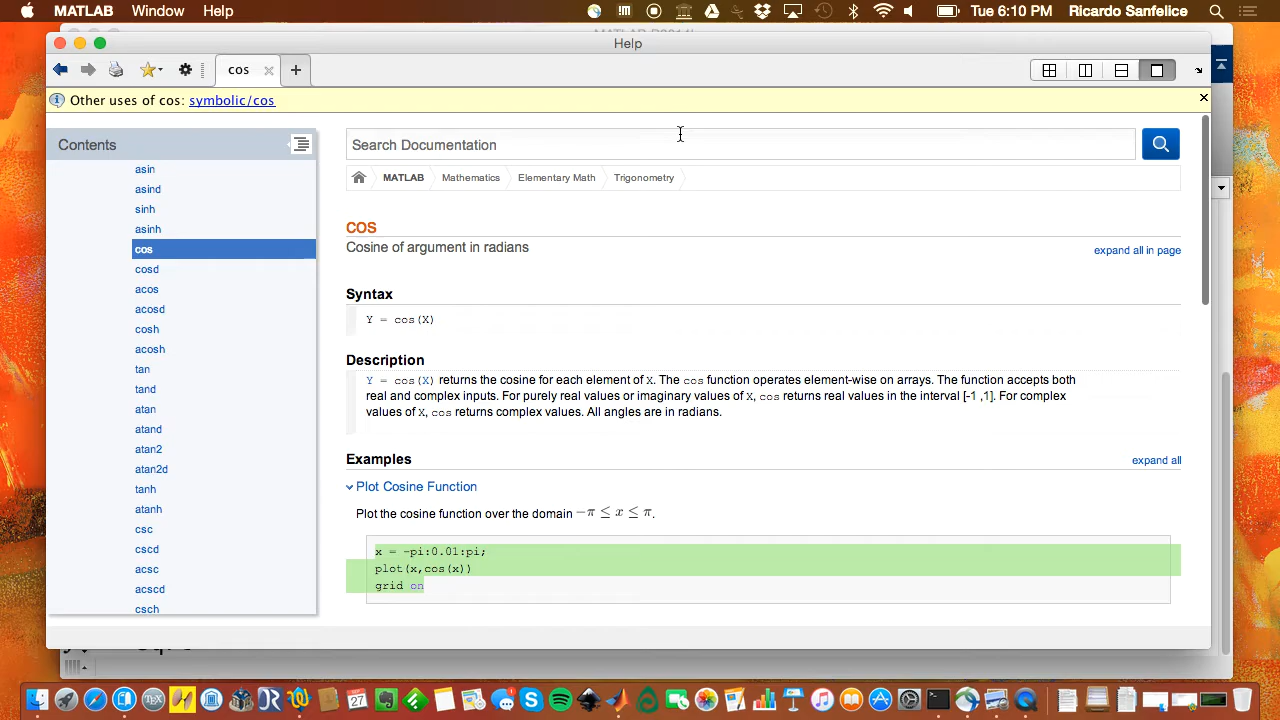 MATLAB Window Help Tue 6:10 PM Ricardo Sanfelice
Help
cos
Other uses of cos: symbolic/cos
Contents
asin
asind
sinh
asinh
cos
cosd
acos
acosd
cosh
acosh
tan
tand
atan
atand
atan2
atan2d
tanh
atanh
csc
cscd
acsc
acscd
csch
Search Documentation
MATLAB Mathematics Elementary Math Trigonometry
cos
Cosine of argument in radians
expand all in page
Syntax
Y = cos(X)
Description
Y = cos(X) returns the cosine for each element of X. The cos function operates element-wise on arrays. The function accepts both
real and complex inputs. For purely real values or imaginary values of X, cos returns real values in the interval [-1 ,1]. For complex
values of X, cos returns complex values. All angles are in radians.
Examples
expand all
Plot Cosine Function
Plot the cosine function over the domain −π ≤ x ≤ π.
x = -pi:0.01:pi;
plot(x,cos(x))
grid on